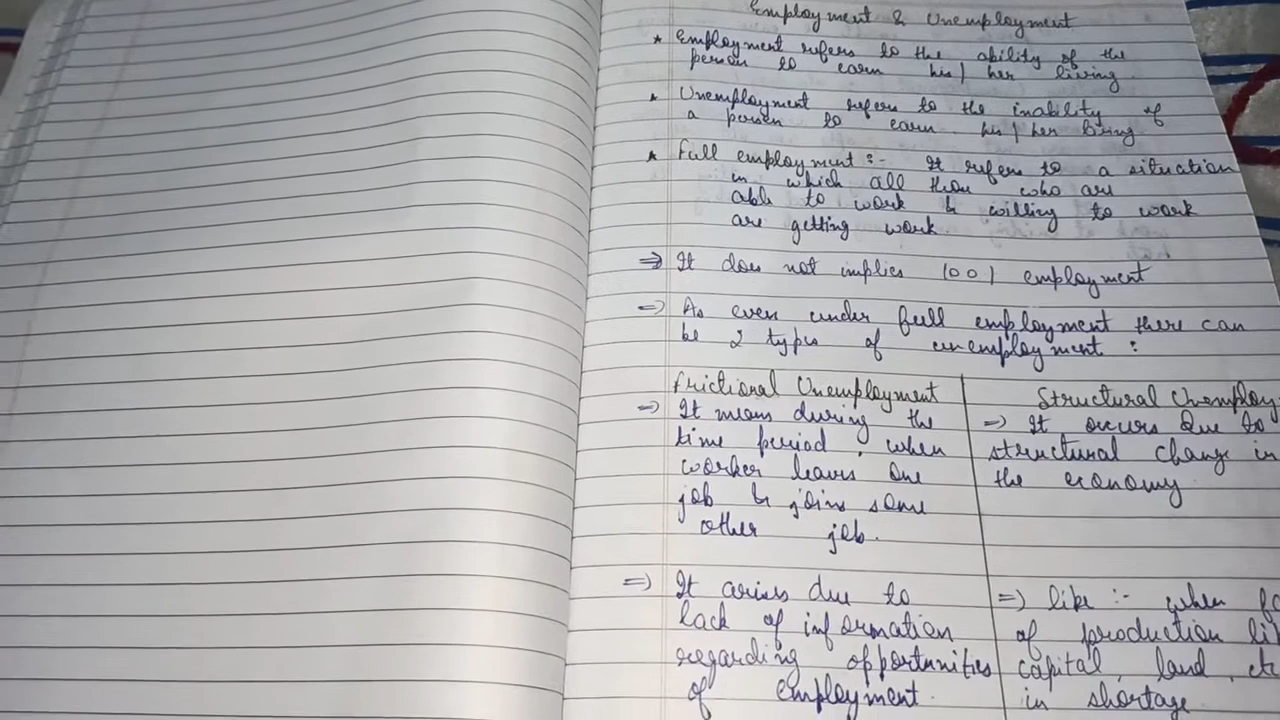 Employment & Unemployment
★ Employment refers to the ability of the
person to earn his/her living.
★ Unemployment refers to the inability of
a person to earn his/her living
★ Full employment :- It refers to a situation
in which all those who are
able to work & willing to work
are getting work.
⇒ It does not implies 100% employment
⇒ As even under full employment there can
be 2 types of unemployment :
Frictional Unemployment
⇒ It means during the
time period, when
worker leaves one
job & joins some
other job.
⇒ It arises due to
lack of information
regarding opportunities
of employment.
Structural Unemploy
⇒ It occurs due to
structural change in
the economy
⇒ like :- when
of production
capital, land,
in shortage